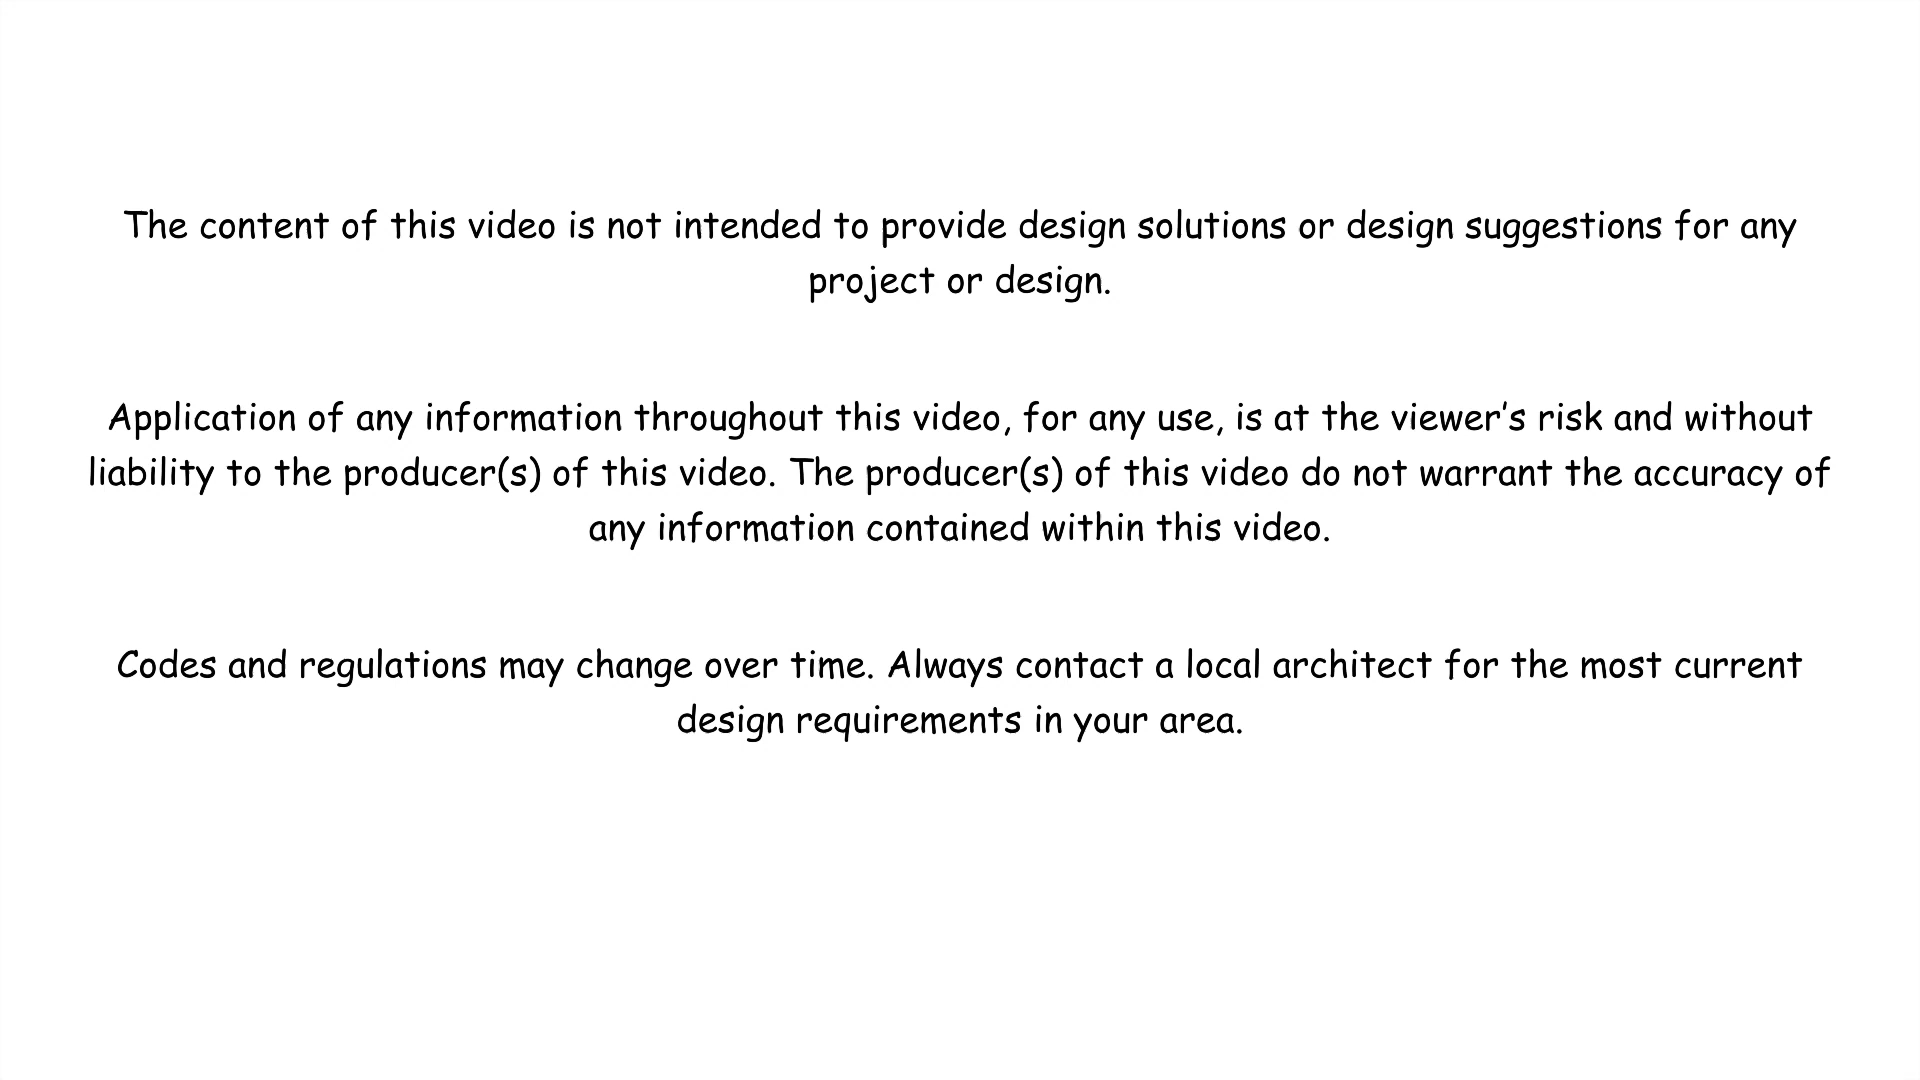 The content of this video is not intended to provide design solutions or design suggestions for any
project or design.
Application of any information throughout this video, for any use, is at the viewer’s risk and without
liability to the producer(s) of this video. The producer(s) of this video do not warrant the accuracy of
any information contained within this video.
Codes and regulations may change over time. Always contact a local architect for the most current
design requirements in your area.